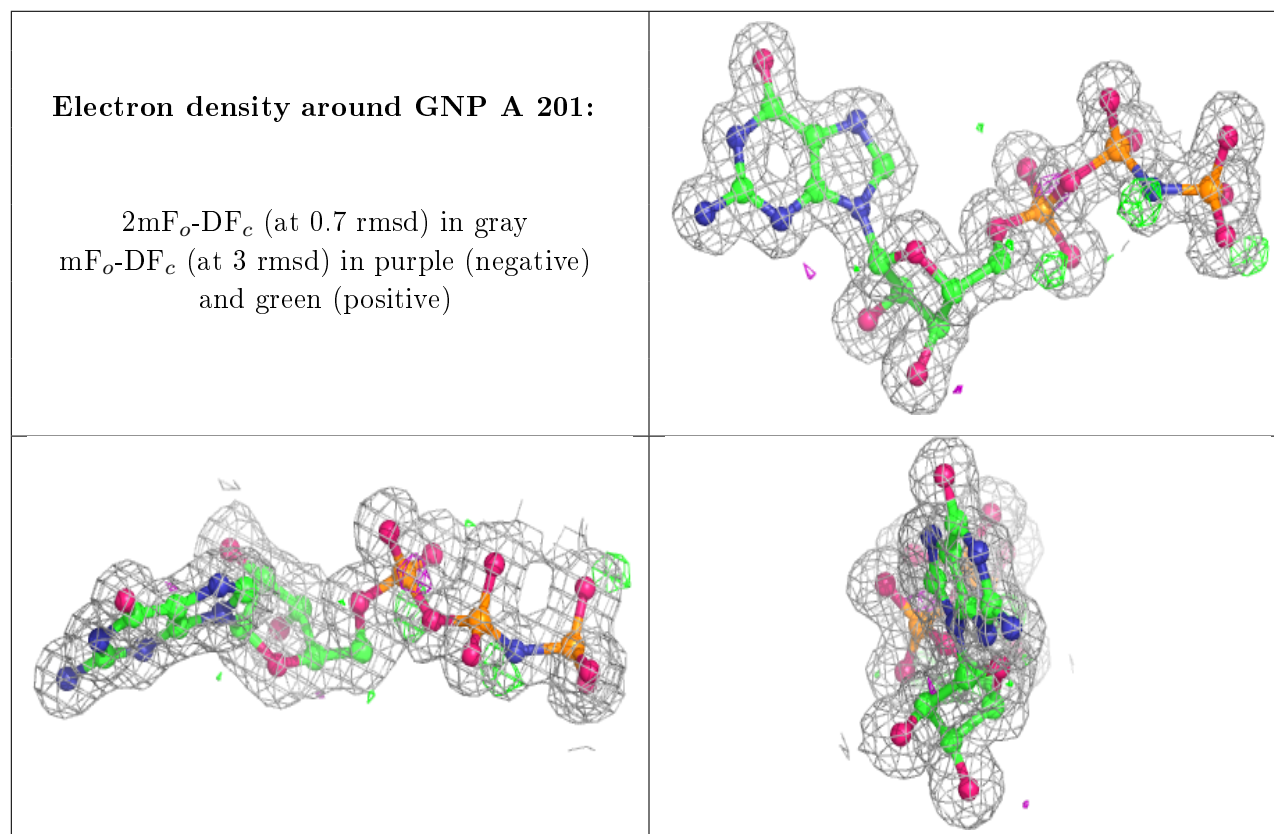 Electron density around GNP A 201:
2mFₒ-DF𝒸 (at 0.7 rmsd) in gray
mFₒ-DF𝒸 (at 3 rmsd) in purple (negative)
and green (positive)